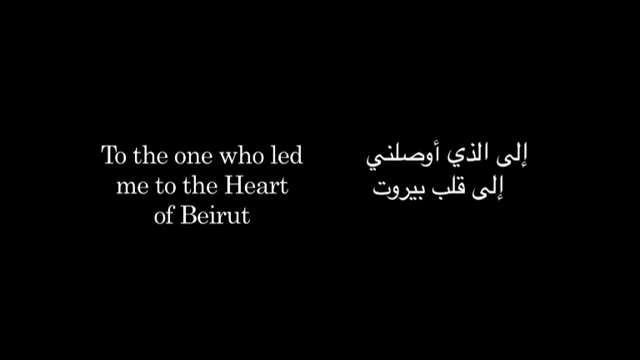 To the one who led
me to the Heart
of Beirut
إلى الذي أوصلني
إلى قلب بيروت